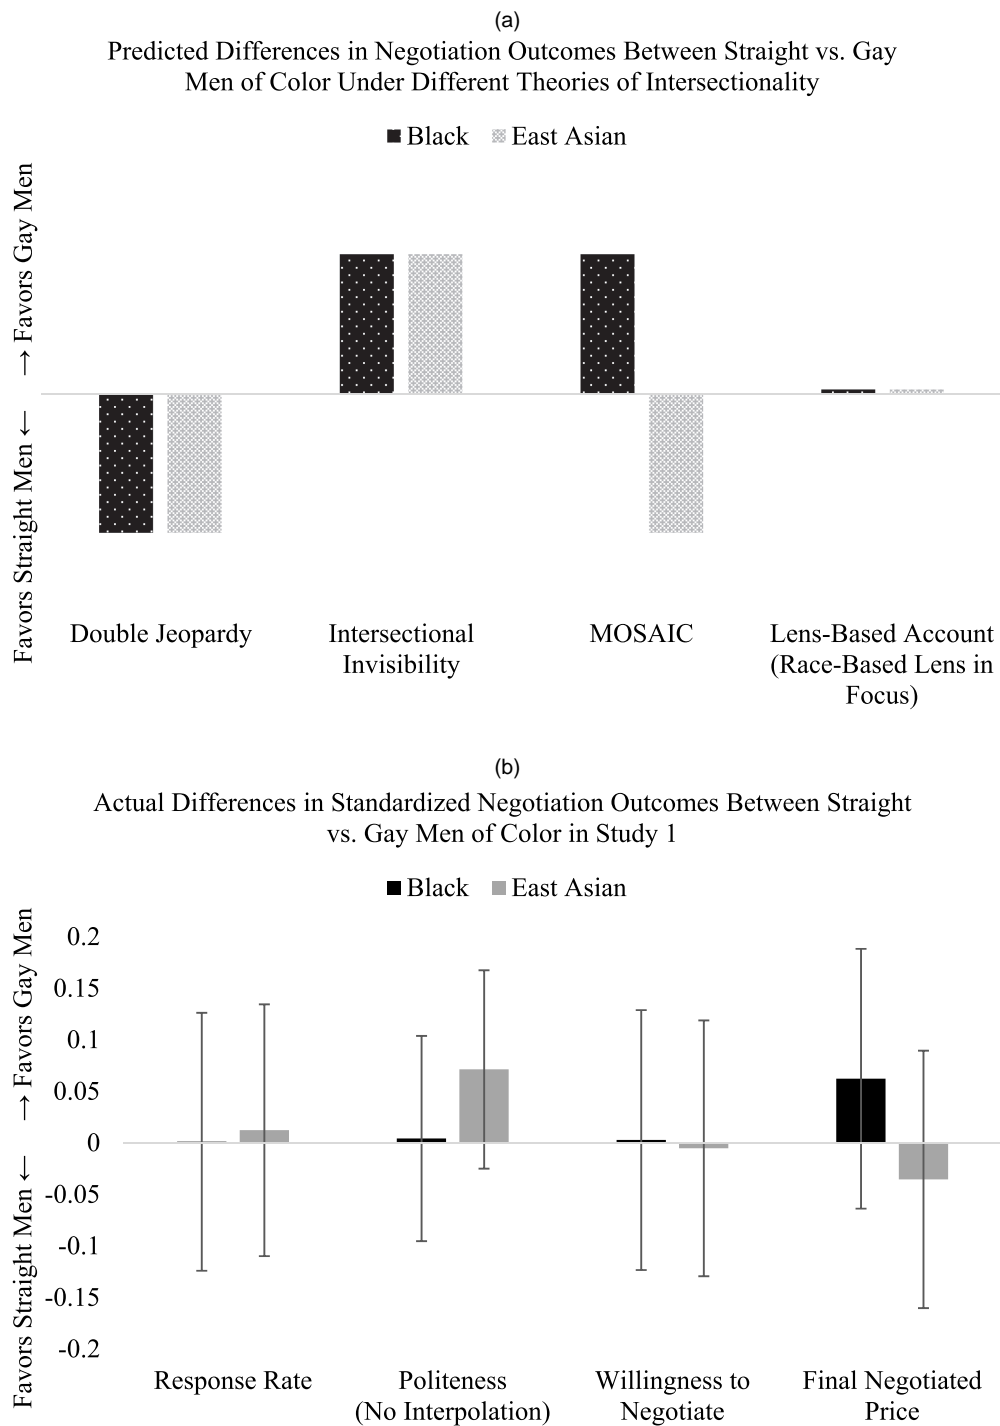 (a)
Predicted Differences in Negotiation Outcomes Between Straight vs. Gay
Men of Color Under Different Theories of Intersectionality
Black East Asian
Favors Straight Men ← → Favors Gay Men
Double Jeopardy
Intersectional
Invisibility
MOSAIC
Lens-Based Account
(Race-Based Lens in
Focus)
(b)
Actual Differences in Standardized Negotiation Outcomes Between Straight
vs. Gay Men of Color in Study 1
Black East Asian
Favors Straight Men ← → Favors Gay Men
0.2
0.15
0.1
0.05
0
-0.05
-0.1
-0.15
-0.2
Response Rate
Politeness
(No Interpolation)
Willingness to
Negotiate
Final Negotiated
Price